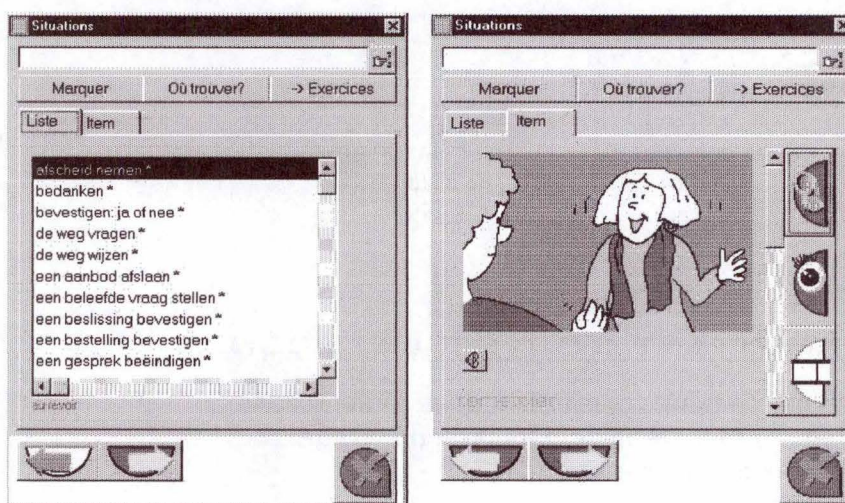 Situations
Marquer Où trouver? -> Exercices
Liste Item
afscheid nemen *
bedanken *
bevestigen: ja of nee *
de weg vragen *
de weg wijzen *
een aanbod afslaan *
een beleefde vraag stellen *
een beslissing bevestigen *
een bestelling bevestigen *
een gesprek beëindigen *
au revoir
Situations
Marquer Où trouver? -> Exercices
Liste Item